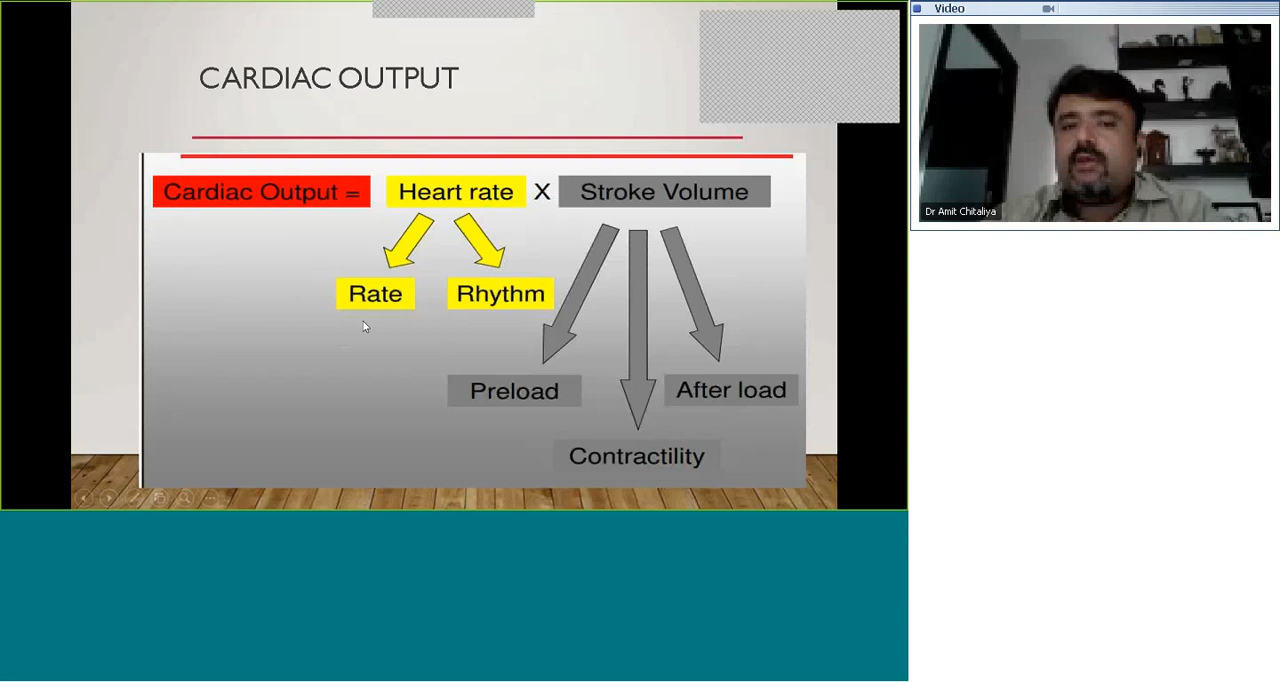 Video
CARDIAC OUTPUT
Cardiac Output = Heart rate X Stroke Volume
Rate Rhythm
Preload After load
Contractility
Dr Amit Chitaliya